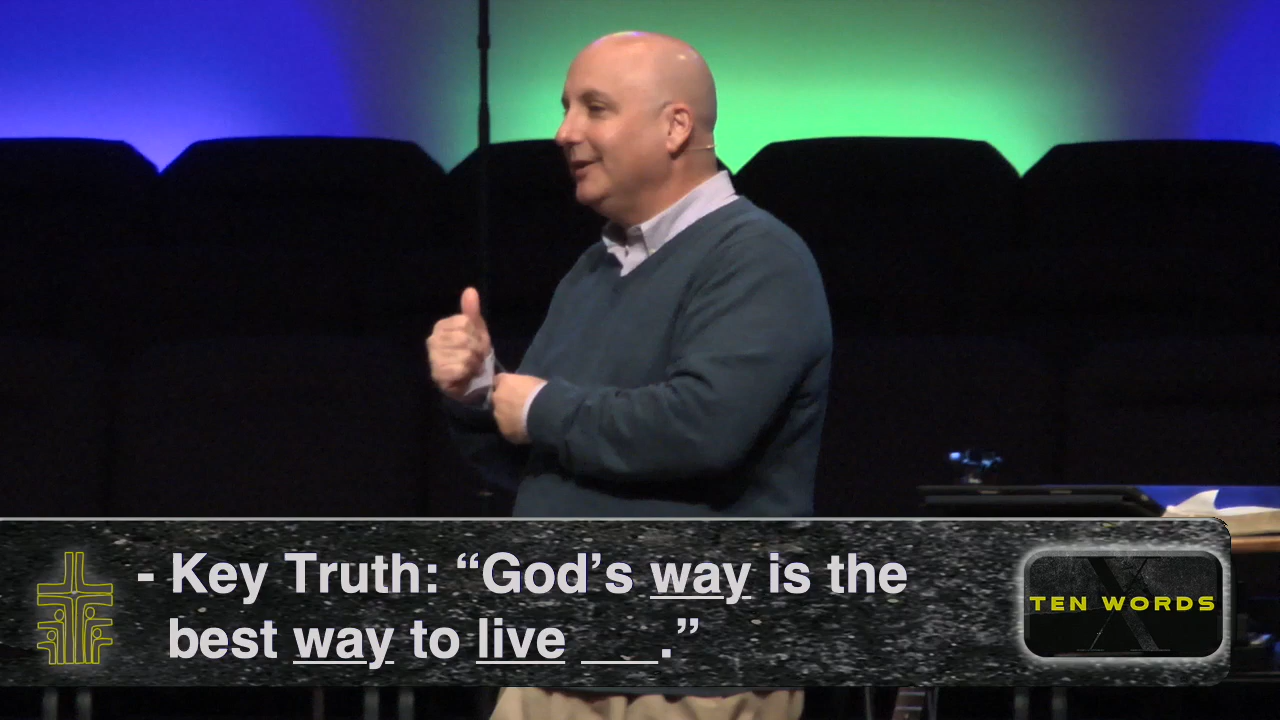 - Key Truth: “God’s way is the
best way to live ___.”
TEN WORDS